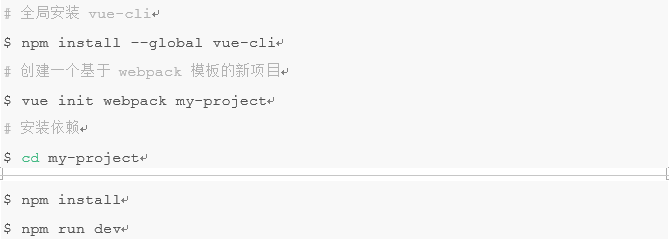 # 全局安装 vue-cli
$ npm install --global vue-cli
# 创建一个基于 webpack 模板的新项目
$ vue init webpack my-project
# 安装依赖
$ cd my-project
$ npm install
$ npm run dev